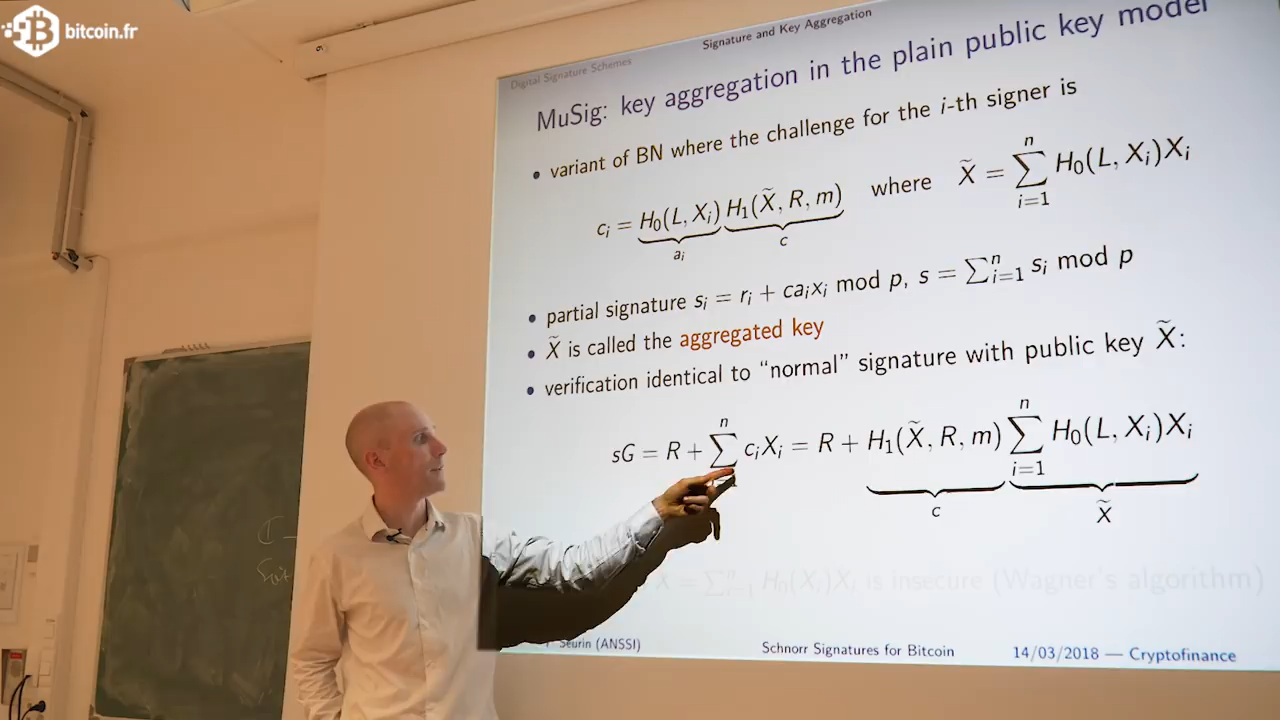 bitcoin.fr
Signature and Key Aggregation
Digital Signature Schemes
MuSig: key aggregation in the plain public key model
• variant of BN where the challenge for the i-th signer is
c_i = H_0(L, X_i) H_1(X̃, R, m) where X̃ = ∑_{i=1}^{n} H_0(L, X_i)X_i
a_i c
• partial signature s_i = r_i + ca_ix_i mod p, s = ∑_{i=1}^{n} s_i mod p
• X̃ is called the aggregated key
• verification identical to “normal” signature with public key X̃:
sG = R + ∑^{n} c_iX_i = R + H_1(X̃, R, m) ∑_{i=1}^{n} H_0(L, X_i)X_i
c X̃
X̃ = ∑_{i=1}^{n} H_0(X_i)X_i is insecure (Wagner's algorithm)
Seurin (ANSSI) Schnorr Signatures for Bitcoin 14/03/2018 — Cryptofinance